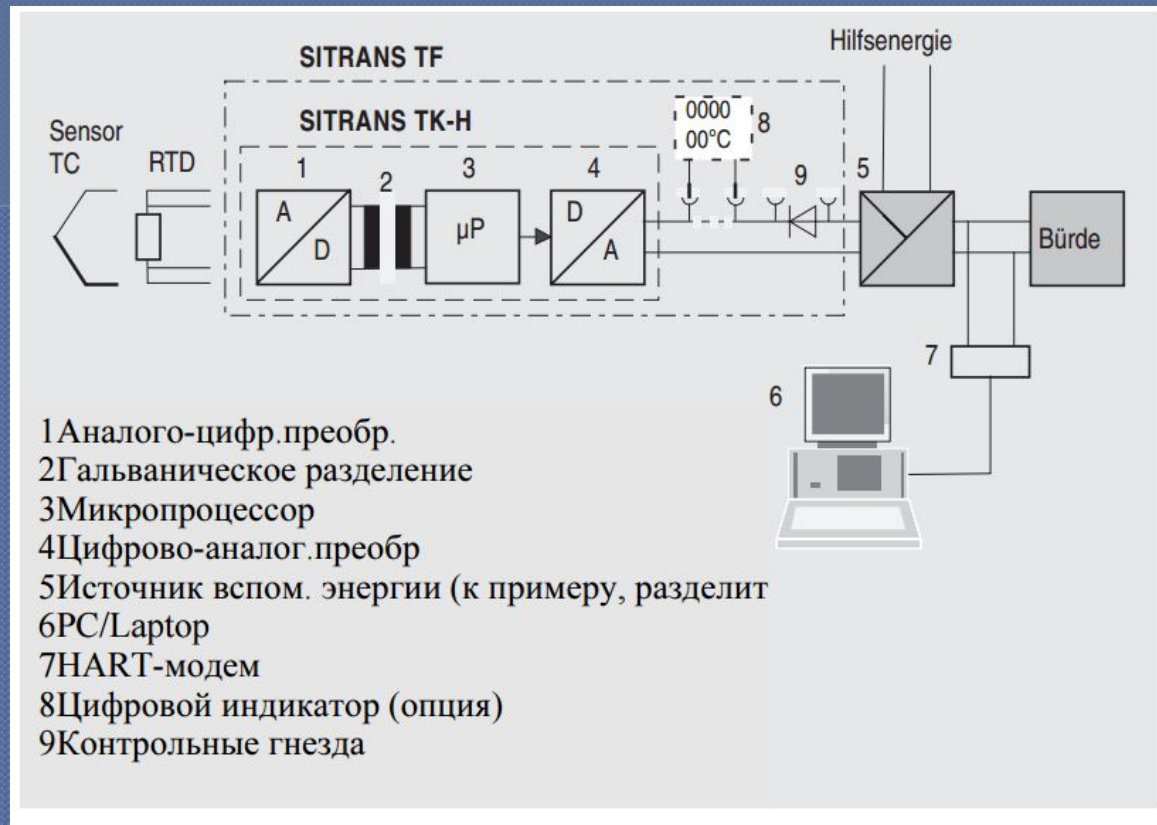 Hilfsenergie
SITRANS TF
SITRANS TK-H
0000
00°C
8
Sensor
TC
RTD
1
2
3
4
9
5
A
D
µP
D
A
Bürde
7
6
1Аналого-цифр.преобр.
2Гальваническое разделение
3Микропроцессор
4Цифрово-аналог.преобр
5Источник вспом. энергии (к примеру, разделит
6PC/Laptop
7HART-модем
8Цифровой индикатор (опция)
9Контрольные гнезда